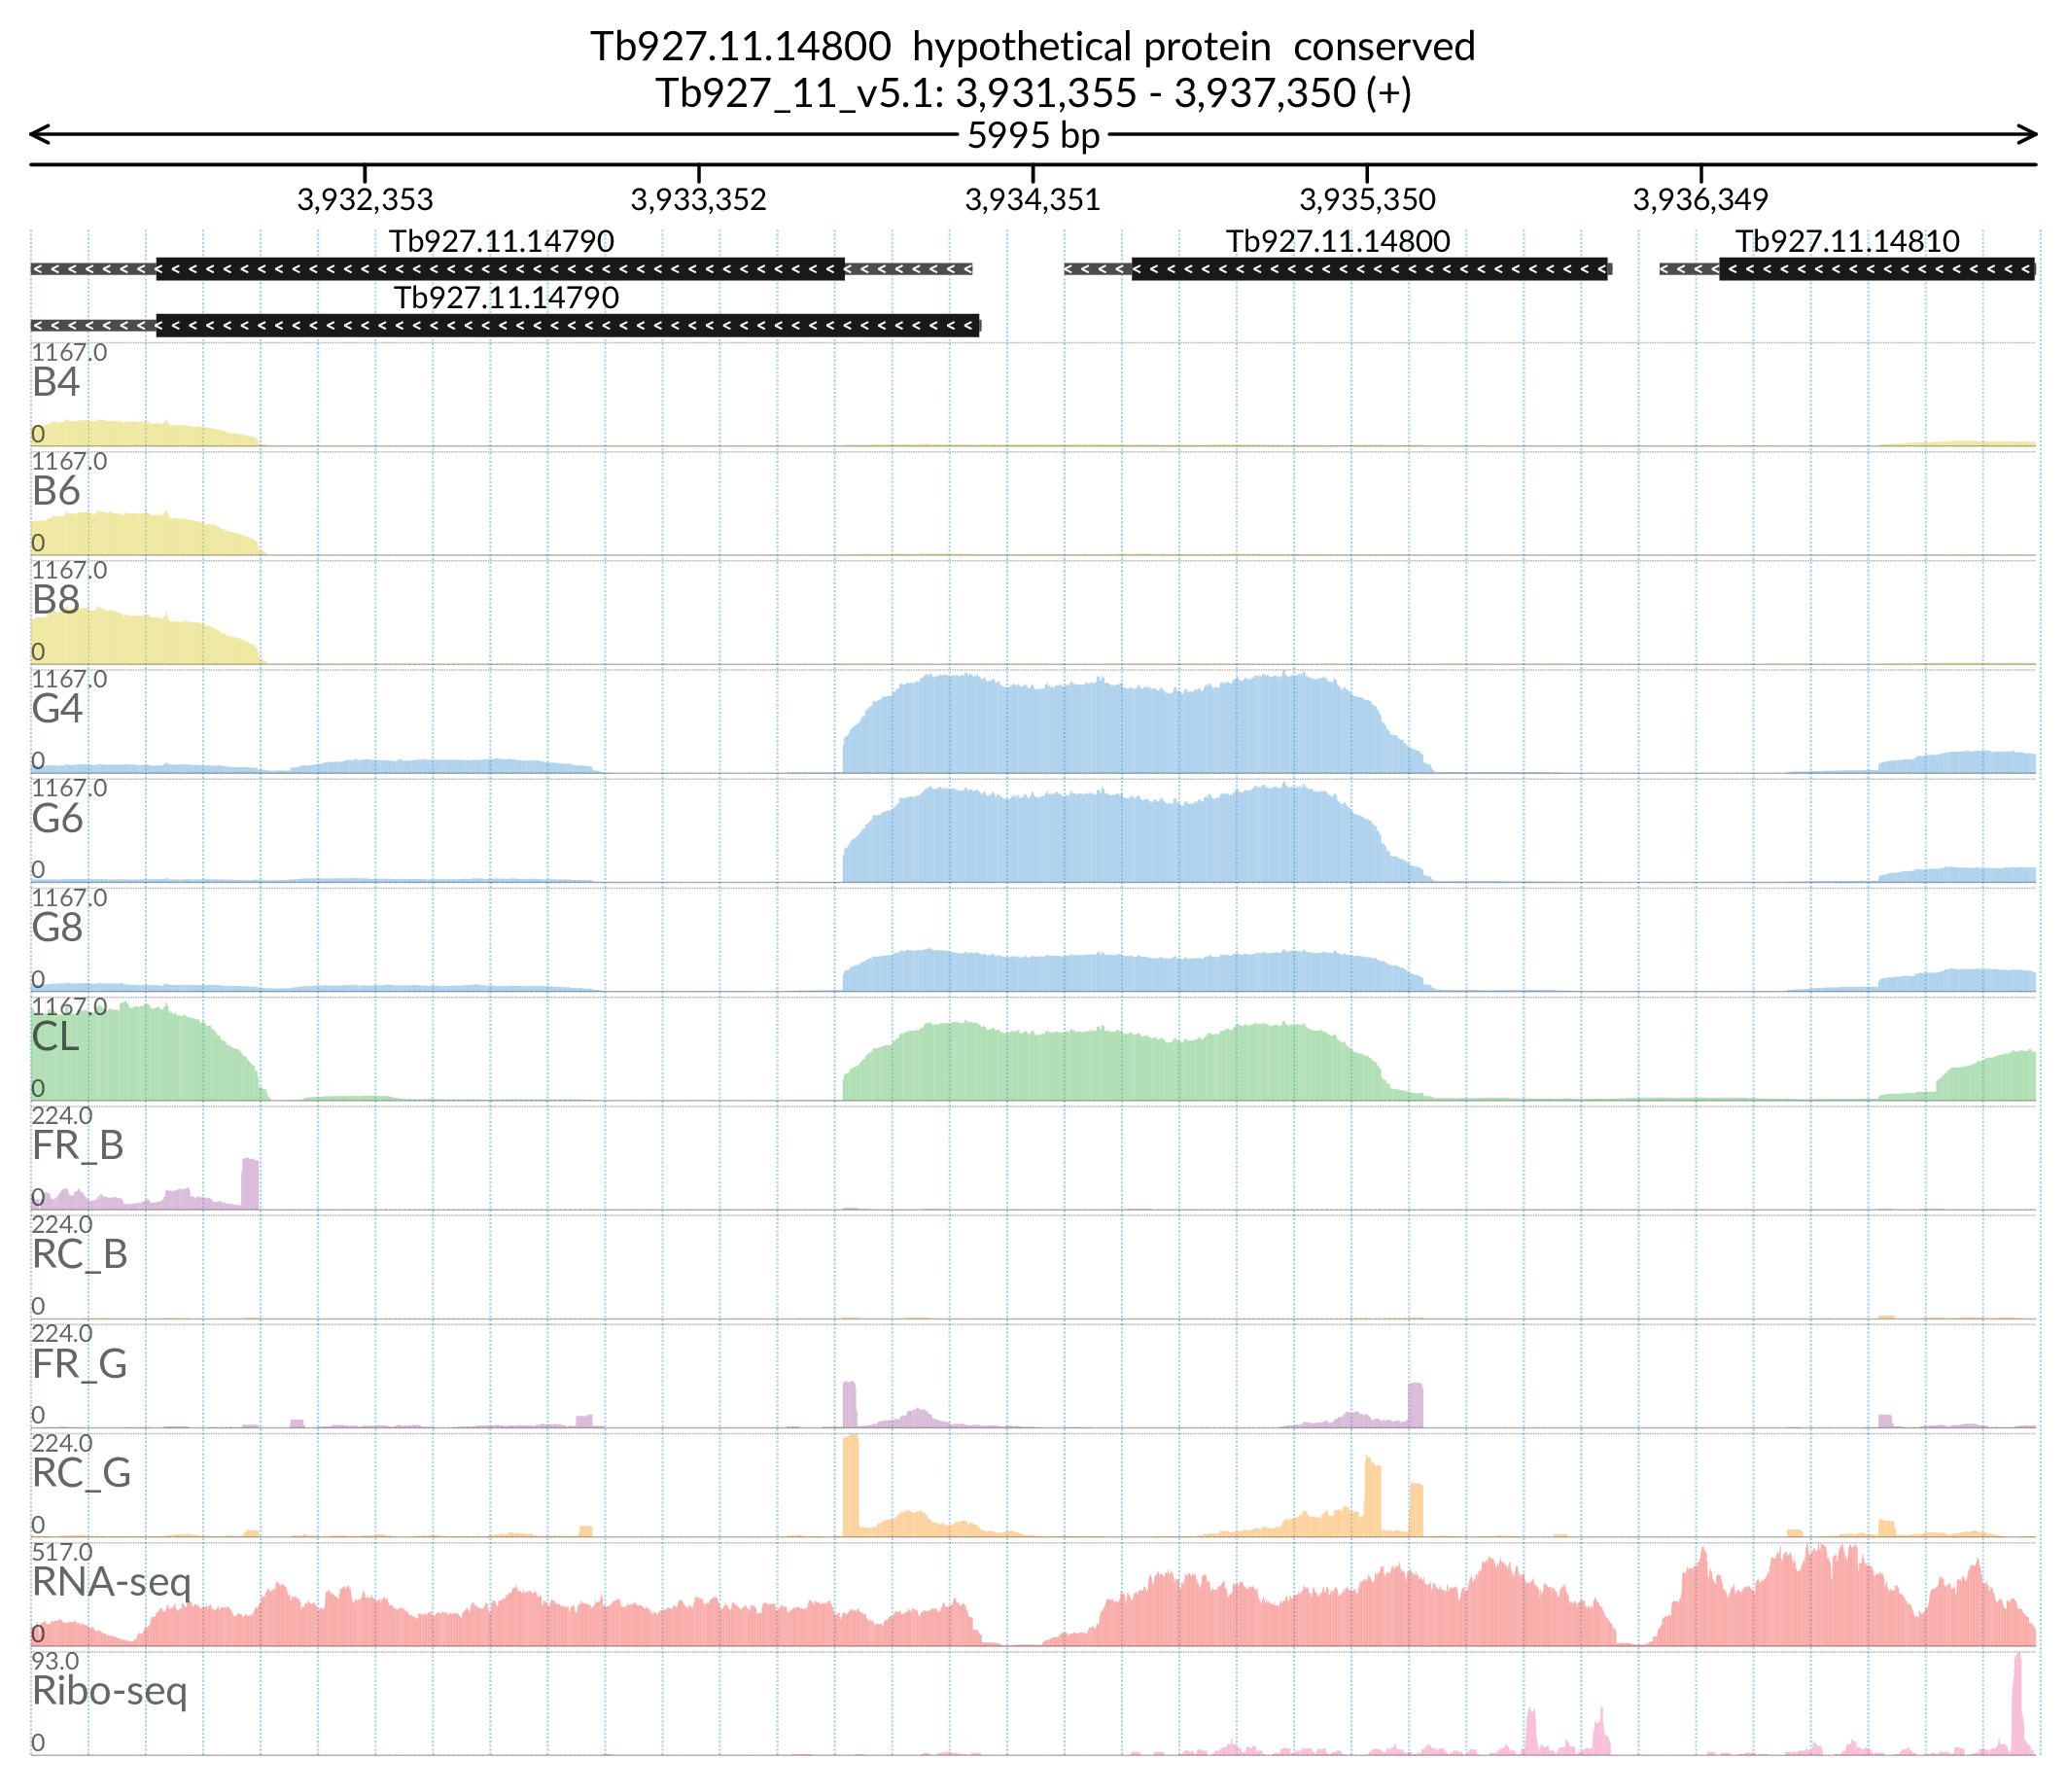 Tb927.11.14800 hypothetical protein conserved
Tb927_11_v5.1: 3,931,355 - 3,937,350 (+)
5995 bp
3,932,353 3,933,352 3,934,351 3,935,350 3,936,349
Tb927.11.14790 Tb927.11.14800 Tb927.11.14810
Tb927.11.14790
1167.0
B4
0
1167.0
B6
0
1167.0
B8
0
1167.0
G4
0
1167.0
G6
0
1167.0
G8
0
1167.0
CL
0
224.0
FR_B
0
224.0
RC_B
0
224.0
FR_G
0
224.0
RC_G
0
517.0
RNA-seq
0
93.0
Ribo-seq
0